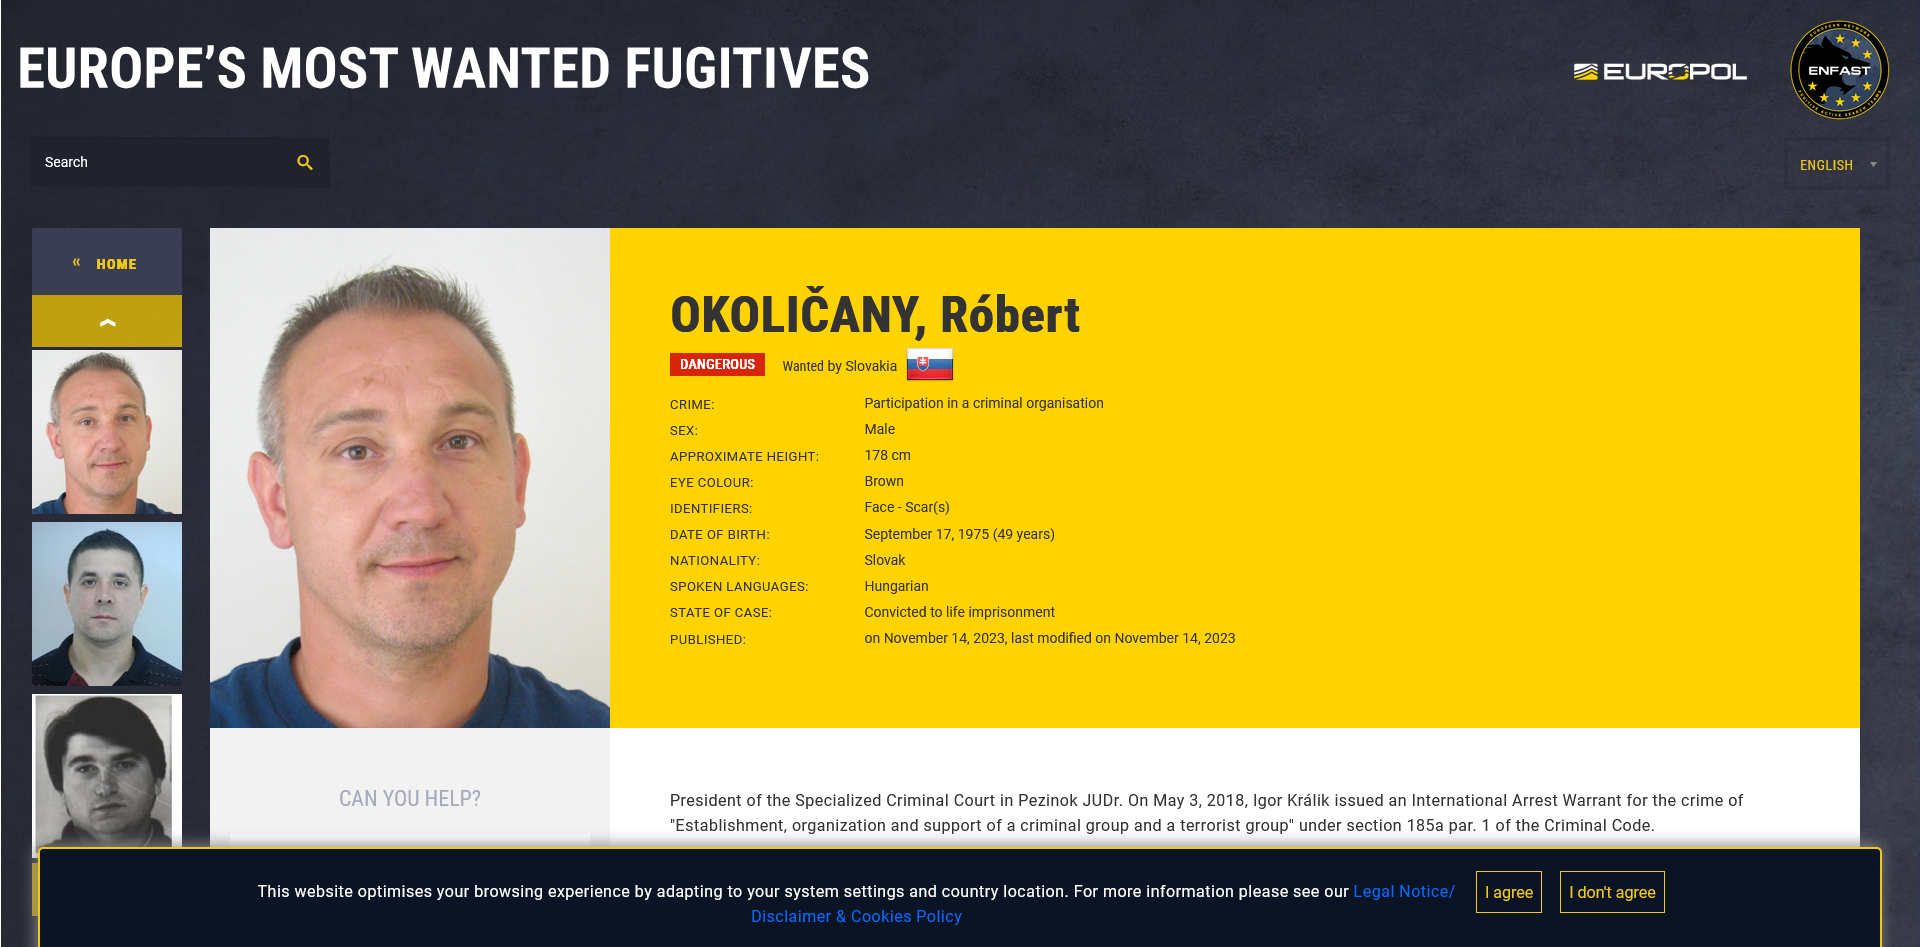 EUROPE’S MOST WANTED FUGITIVES
EUROPOL
ENFAST
Search
ENGLISH
« HOME
OKOLIČANY, Róbert
DANGEROUS Wanted by Slovakia
CRIME: Participation in a criminal organisation
SEX: Male
APPROXIMATE HEIGHT: 178 cm
EYE COLOUR: Brown
IDENTIFIERS: Face - Scar(s)
DATE OF BIRTH: September 17, 1975 (49 years)
NATIONALITY: Slovak
SPOKEN LANGUAGES: Hungarian
STATE OF CASE: Convicted to life imprisonment
PUBLISHED: on November 14, 2023, last modified on November 14, 2023
CAN YOU HELP?
President of the Specialized Criminal Court in Pezinok JUDr. On May 3, 2018, Igor Králik issued an International Arrest Warrant for the crime of
"Establishment, organization and support of a criminal group and a terrorist group" under section 185a par. 1 of the Criminal Code.
This website optimises your browsing experience by adapting to your system settings and country location. For more information please see our Legal Notice/
Disclaimer & Cookies Policy
I agree
I don't agree